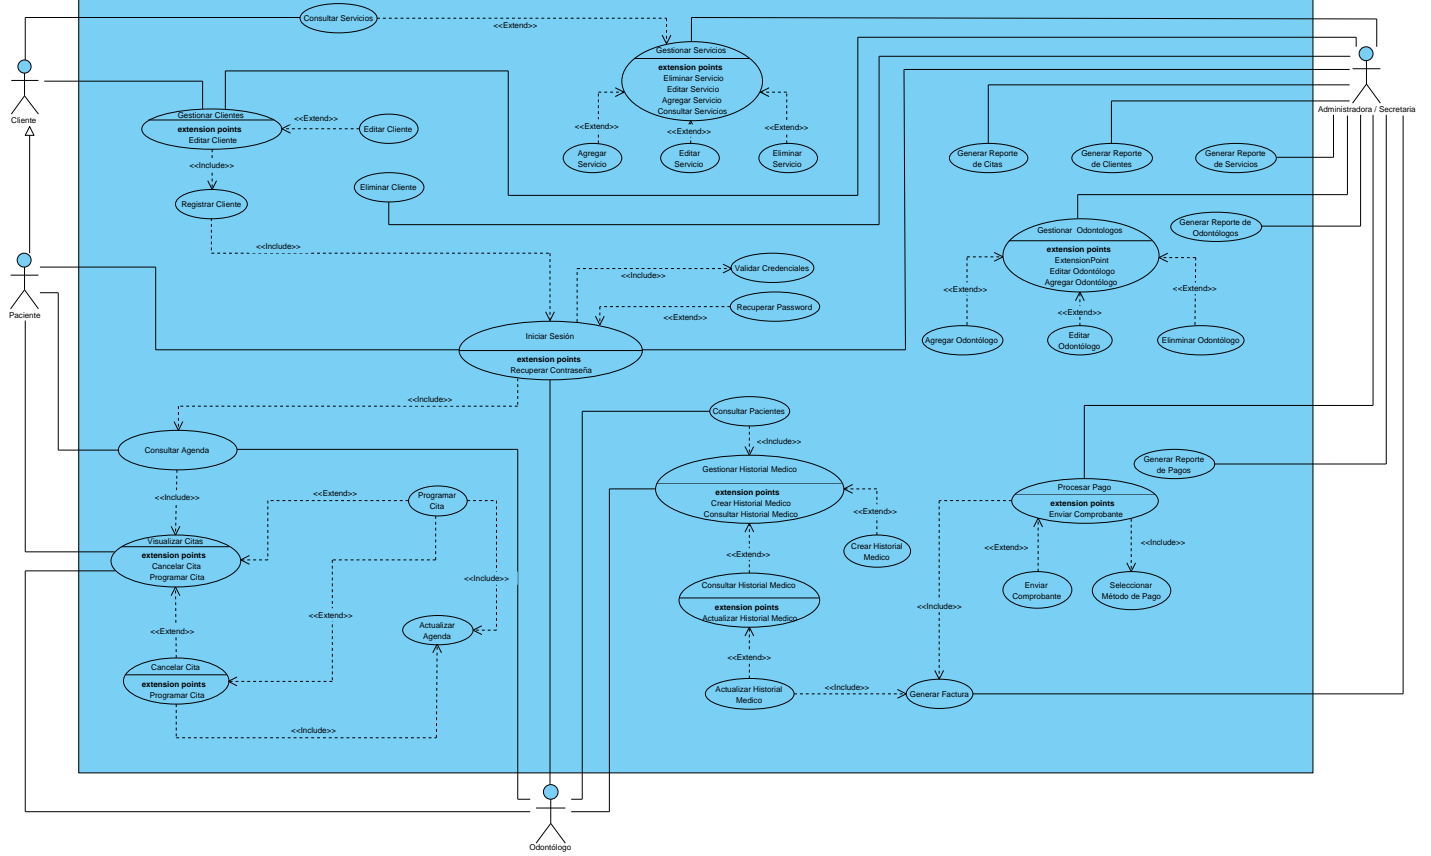 Consultar Servicios
<<Extend>>
Gestionar Servicios
extension points
Eliminar Servicio
Editar Servicio
Agregar Servicio
Consultar Servicios
<<Extend>>
<<Extend>>
<<Extend>>
Agregar
Servicio
Editar
Servicio
Eliminar
Servicio
Cliente
Administradora / Secretaria
Gestionar Clientes
extension points
Editar Cliente
<<Extend>>
Editar Cliente
<<Include>>
Registrar Cliente
Eliminar Cliente
<<Include>>
Generar Reporte
de Citas
Generar Reporte
de Clientes
Generar Reporte
de Servicios
Generar Reporte de
Odontólogos
Gestionar  Odontologos
extension points
ExtensionPoint
Editar Odontólogo
Agregar Odontólogo
<<Extend>>
<<Extend>>
<<Extend>>
Agregar Odontólogo
Editar
Odontólogo
Elinminar Odontólogo
Paciente
Validar Credenciales
<<Include>>
Recuperar Password
<<Extend>>
Iniciar Sesión
extension points
Recuperar Contraseña
<<Include>>
Consultar Agenda
<<Include>>
Visualizar Citas
extension points
Cancelar Cita
Programar Cita
<<Extend>>
Programar
Cita
<<Include>>
<<Extend>>
<<Extend>>
Actualizar
Agenda
Cancelar Cita
extension points
Programar Cita
<<Include>>
Consultar Pacientes
<<Include>>
Gestionar Historial Medico
extension points
Crear Historial Medico
Consultar Historial Medico
<<Extend>>
Crear Historial
Medico
<<Extend>>
Consultar Historial Medico
extension points
Actualizar Historial Medico
<<Extend>>
Actualizar Historial
Medico
<<Include>>
Generar Factura
<<Include>>
Generar Reporte
de Pagos
Procesar Pago
extension points
Enviar Comprobante
<<Extend>>
<<Include>>
Enviar
Comprobante
Seleccionar
Método de Pago
Odontólogo